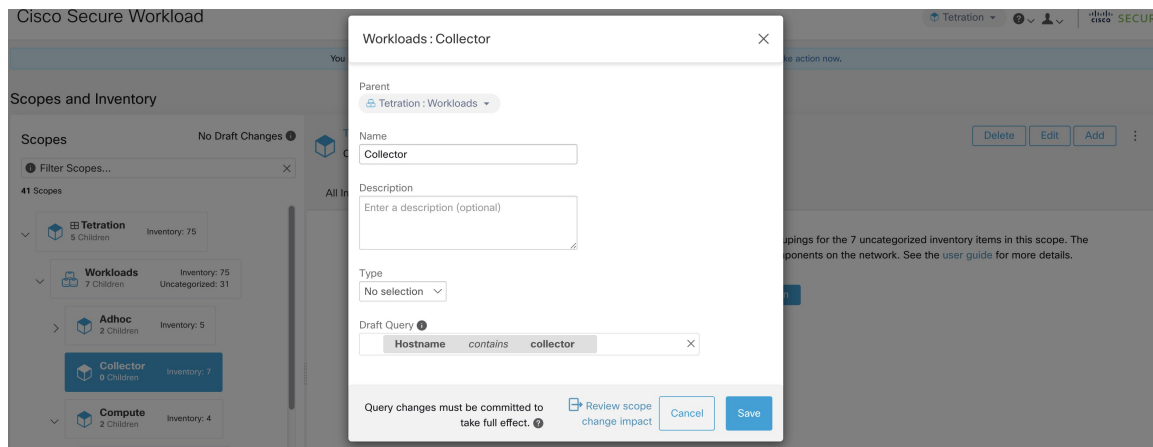 Cisco Secure Workload
Tetration
CISCO SECUR
You
ke action now.
Scopes and Inventory
Scopes
No Draft Changes
Filter Scopes...
41 Scopes
Tetration
5 Children
Inventory: 75
Workloads
7 Children
Inventory: 75
Uncategorized: 31
Adhoc
2 Children
Inventory: 5
Collector
0 Children
Inventory: 7
Compute
2 Children
Inventory: 4
All In
Delete
Edit
Add
upings for the 7 uncategorized inventory items in this scope. The
ponents on the network. See the user guide for more details.
n
Workloads : Collector
Parent
Tetration : Workloads
Name
Collector
Description
Enter a description (optional)
Type
No selection
Draft Query
Hostname contains collector
Query changes must be committed to
take full effect.
Review scope
change impact
Cancel
Save